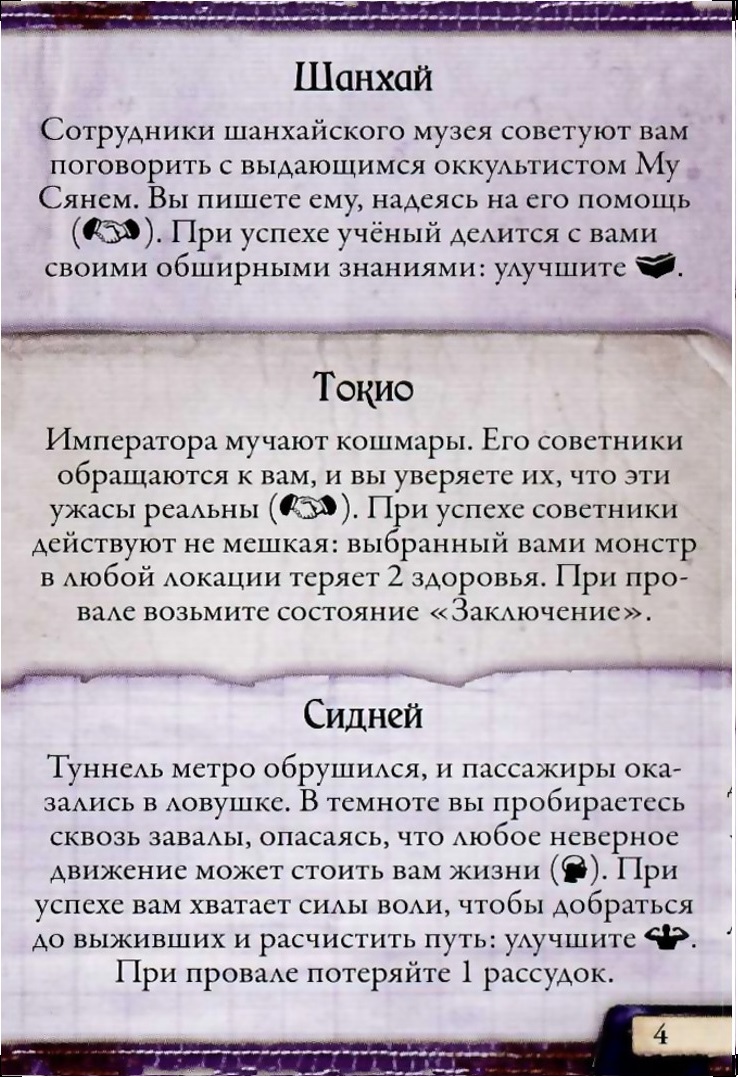 Шанхай
Сотрудники шанхайского музея советуют вам
поговорить с выдающимся оккультистом Му
Сянем. Вы пишете ему, надеясь на его помощь
( ). При успехе учёный делится с вами
своими обширными знаниями: улучшите .
Токио
Императора мучают кошмары. Его советники
обращаются к вам, и вы уверяете их, что эти
ужасы реальны ( ). При успехе советники
действуют не мешкая: выбранный вами монстр
в любой локации теряет 2 здоровья. При про-
вале возьмите состояние «Заключение».
Сидней
Туннель метро обрушился, и пассажиры ока-
зались в ловушке. В темноте вы пробираетесь
сквозь завалы, опасаясь, что любое неверное
движение может стоить вам жизни ( ). При
успехе вам хватает силы воли, чтобы добраться
до выживших и расчистить путь: улучшите .
При провале потеряйте 1 рассудок.
4